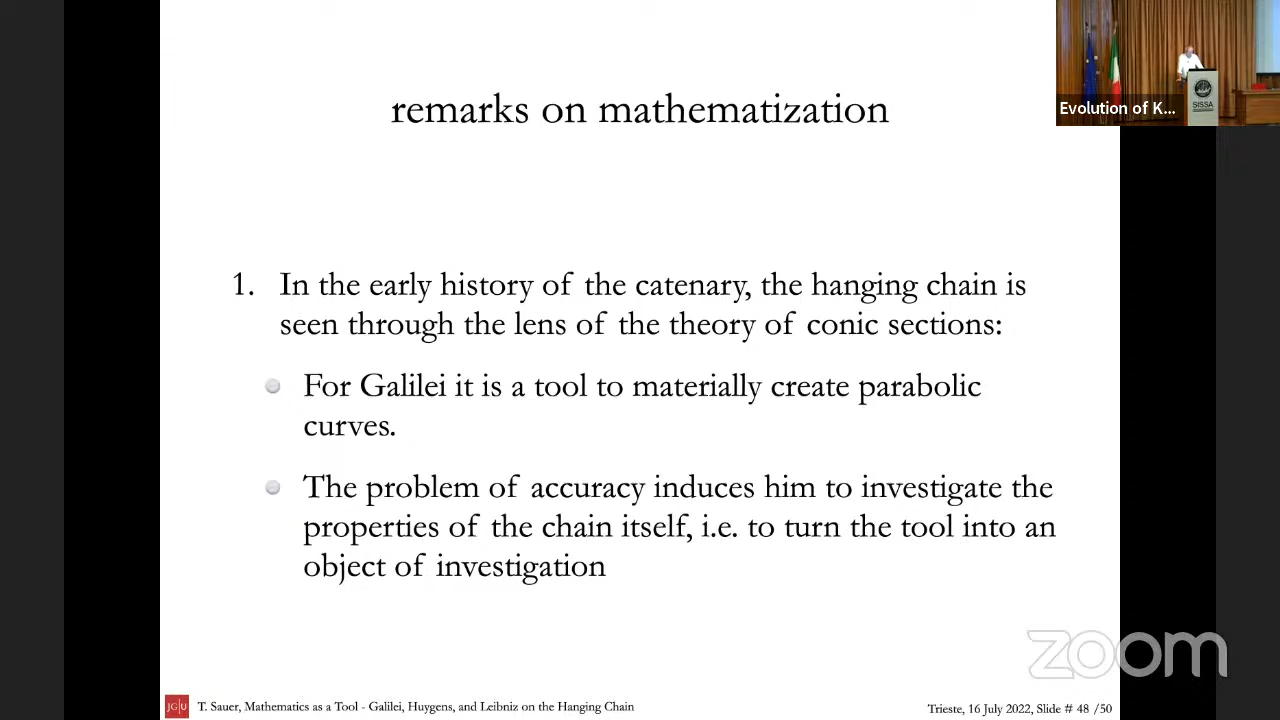 remarks on mathematization
SISSA
Evolution of K...
1. In the early history of the catenary, the hanging chain is
seen through the lens of the theory of conic sections:
For Galilei it is a tool to materially create parabolic
curves.
The problem of accuracy induces him to investigate the
properties of the chain itself, i.e. to turn the tool into an
object of investigation
zoom
JG|U T. Sauer, Mathematics as a Tool - Galilei, Huygens, and Leibniz on the Hanging Chain
Trieste, 16 July 2022, Slide # 48 /50